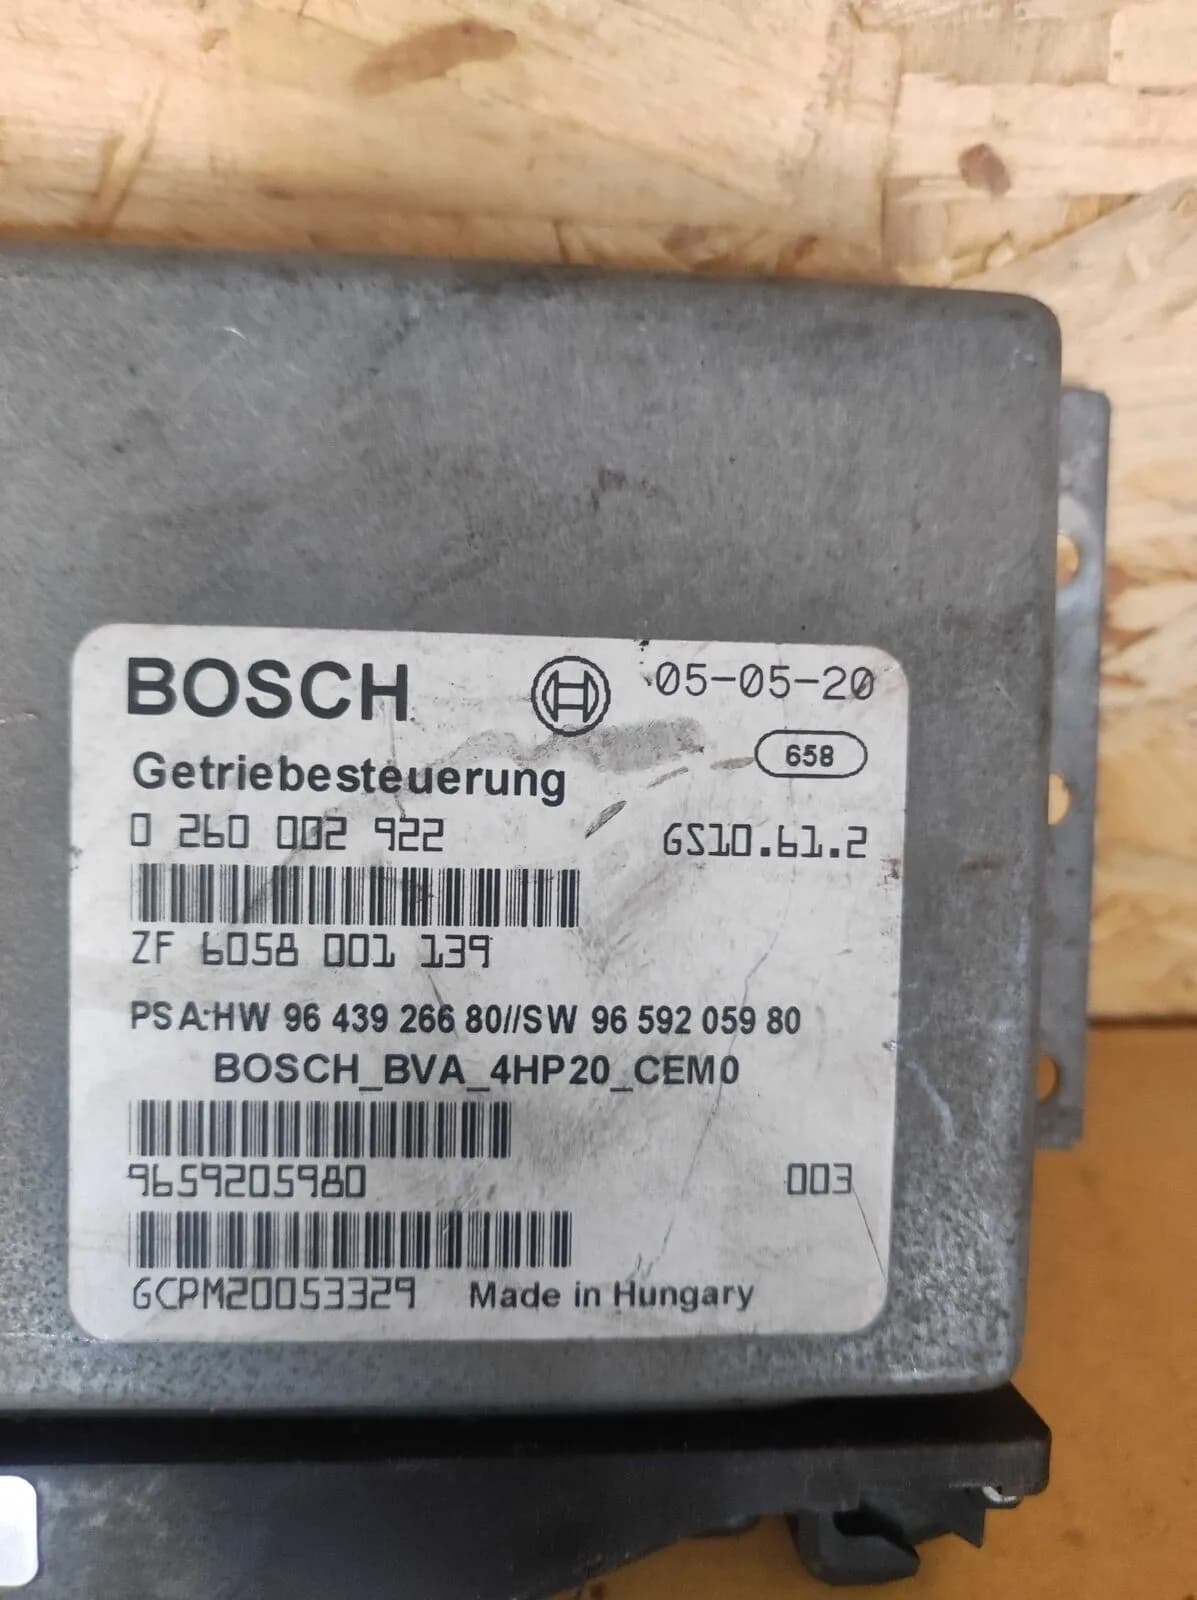 BOSCH 05-05-20
658
Getriebesteuerung
0 260 002 922 GS10.61.2
ZF 6058 001 139
PSA:HW 96 439 266 80//SW 96 592 059 80
BOSCH_BVA_4HP20_CEM0
9659205980 003
GCPM20053329 Made in Hungary